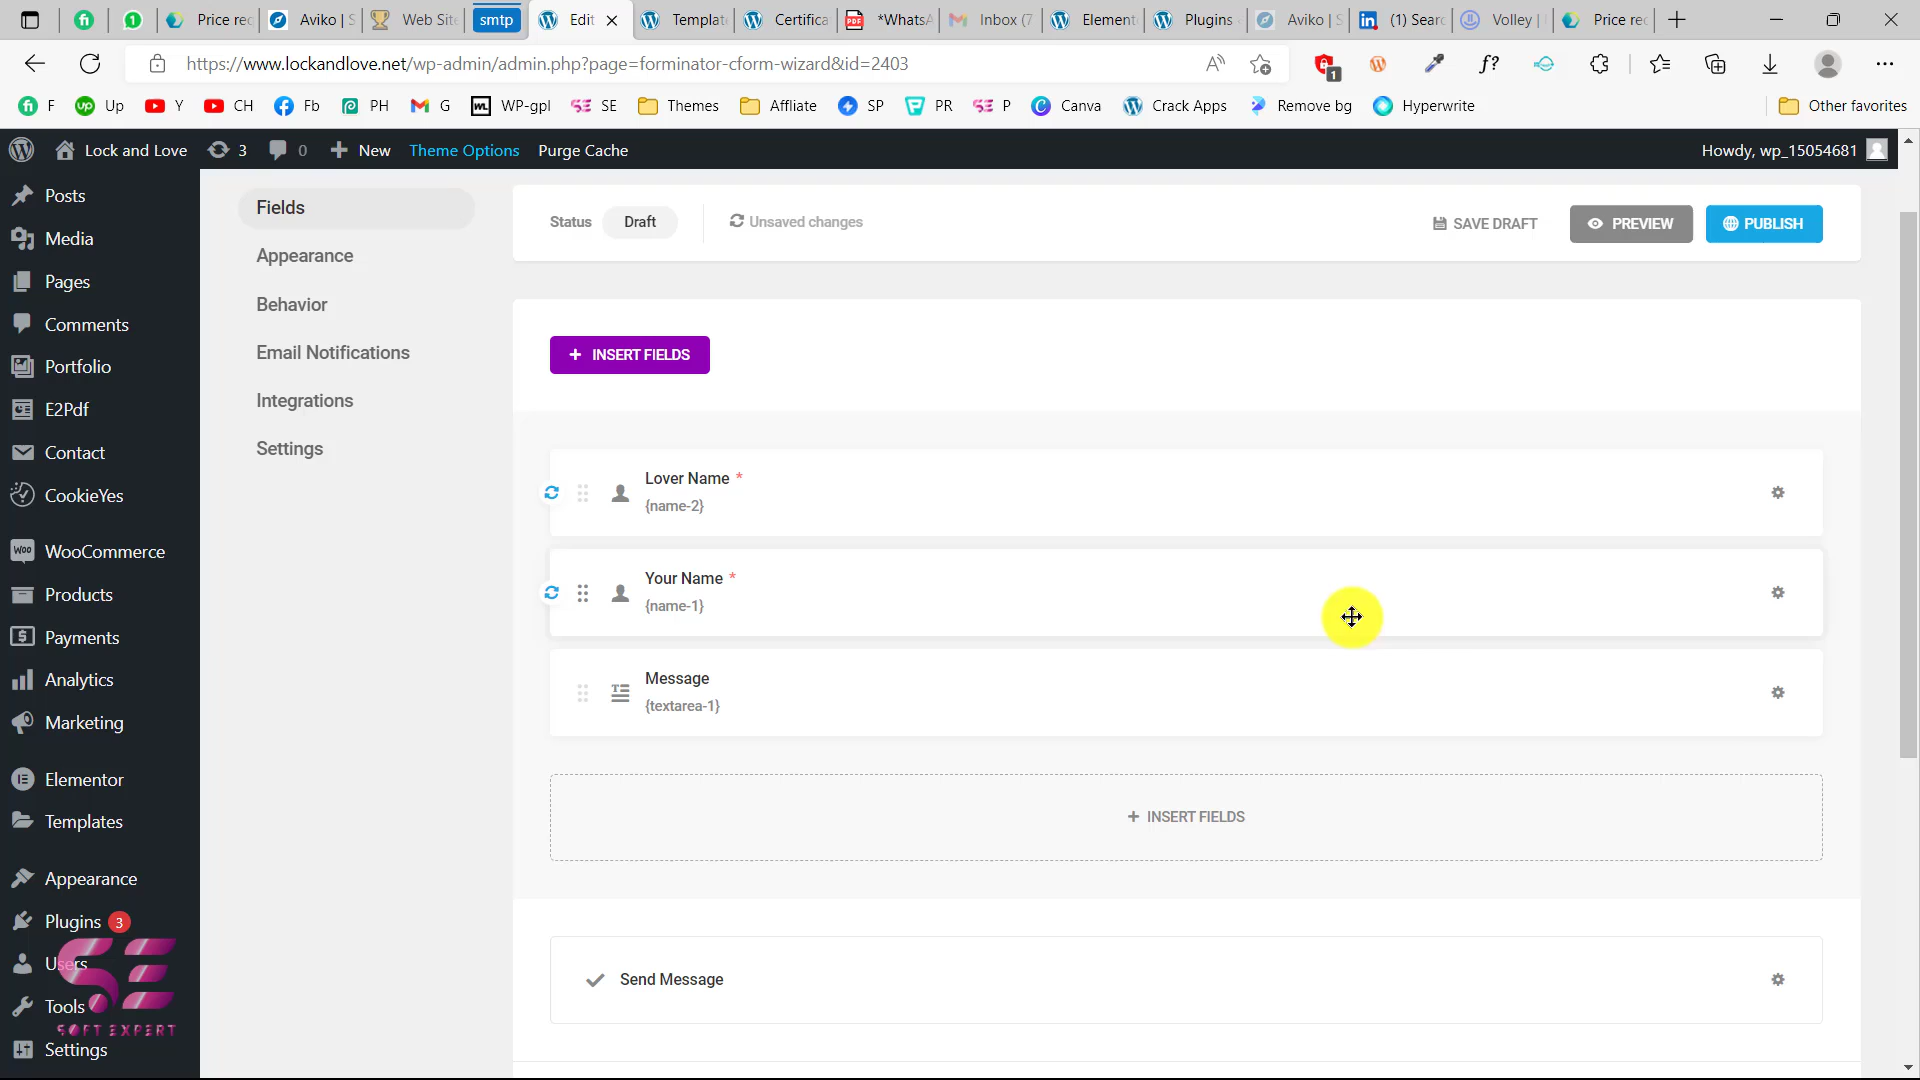 Price rec
Aviko | S
Web Site
smtp
Edit
Templat
Certifica
*WhatsA
Inbox (7
Element
Plugins
Aviko | S
(1) Searc
Volley |
Price rec
https://www.lockandlove.net/wp-admin/admin.php?page=forminator-cform-wizard&id=2403
F Up Y CH Fb PH G WP-gpl SE Themes Affliate SP PR P Canva Crack Apps Remove bg Hyperwrite Other favorites
Lock and Love 3 0 New Theme Options Purge Cache Howdy, wp_15054681
Posts
Media
Pages
Comments
Portfolio
E2Pdf
Contact
CookieYes
WooCommerce
Products
Payments
Analytics
Marketing
Elementor
Templates
Appearance
Plugins 3
Users
Tools
Settings
SE
SOFT EXPERT
Fields
Appearance
Behavior
Email Notifications
Integrations
Settings
Status Draft Unsaved changes SAVE DRAFT PREVIEW PUBLISH
+ INSERT FIELDS
Lover Name *
{name-2}
Your Name *
{name-1}
Message
{textarea-1}
+ INSERT FIELDS
Send Message